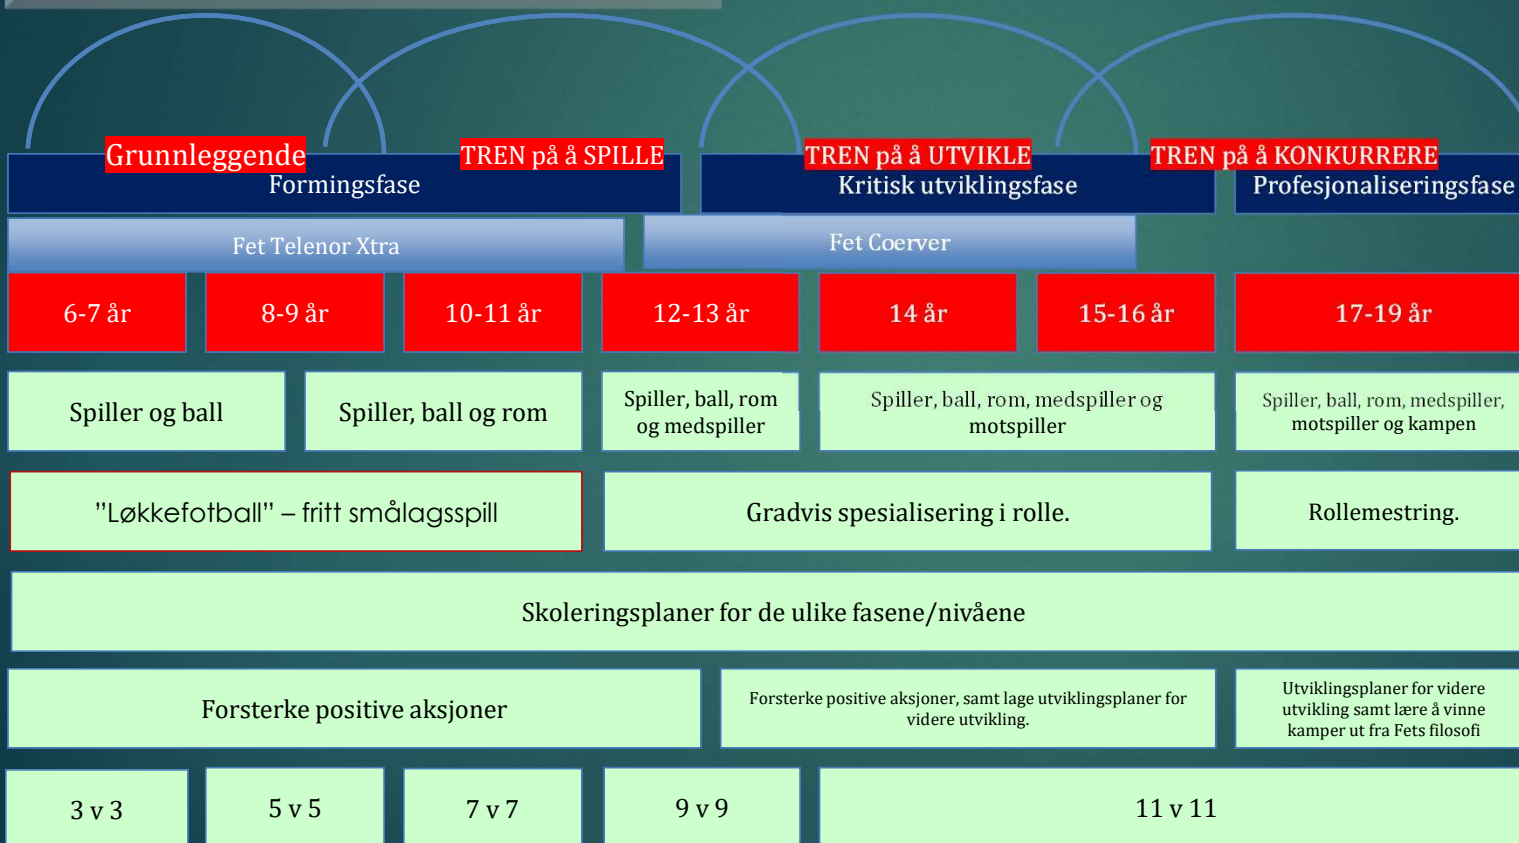 Grunnleggende
TREN på å SPILLE
TREN på å UTVIKLE
TREN på å KONKURRERE
Formingsfase
Kritisk utviklingsfase
Profesjonaliseringsfase
Fet Telenor Xtra
Fet Coerver
6-7 år
8-9 år
10-11 år
12-13 år
14 år
15-16 år
17-19 år
Spiller og ball
Spiller, ball og rom
Spiller, ball, rom
og medspiller
Spiller, ball, rom, medspiller og
motspiller
Spiller, ball, rom, medspiller,
motspiller og kampen
”Løkkefotball” – fritt smålagsspill
Gradvis spesialisering i rolle.
Rollemestring.
Skoleringsplaner for de ulike fasene/nivåene
Forsterke positive aksjoner
Forsterke positive aksjoner, samt lage utviklingsplaner for
videre utvikling.
Utviklingsplaner for videre
utvikling samt lære å vinne
kamper ut fra Fets filosofi
3 v 3
5 v 5
7 v 7
9 v 9
11 v 11